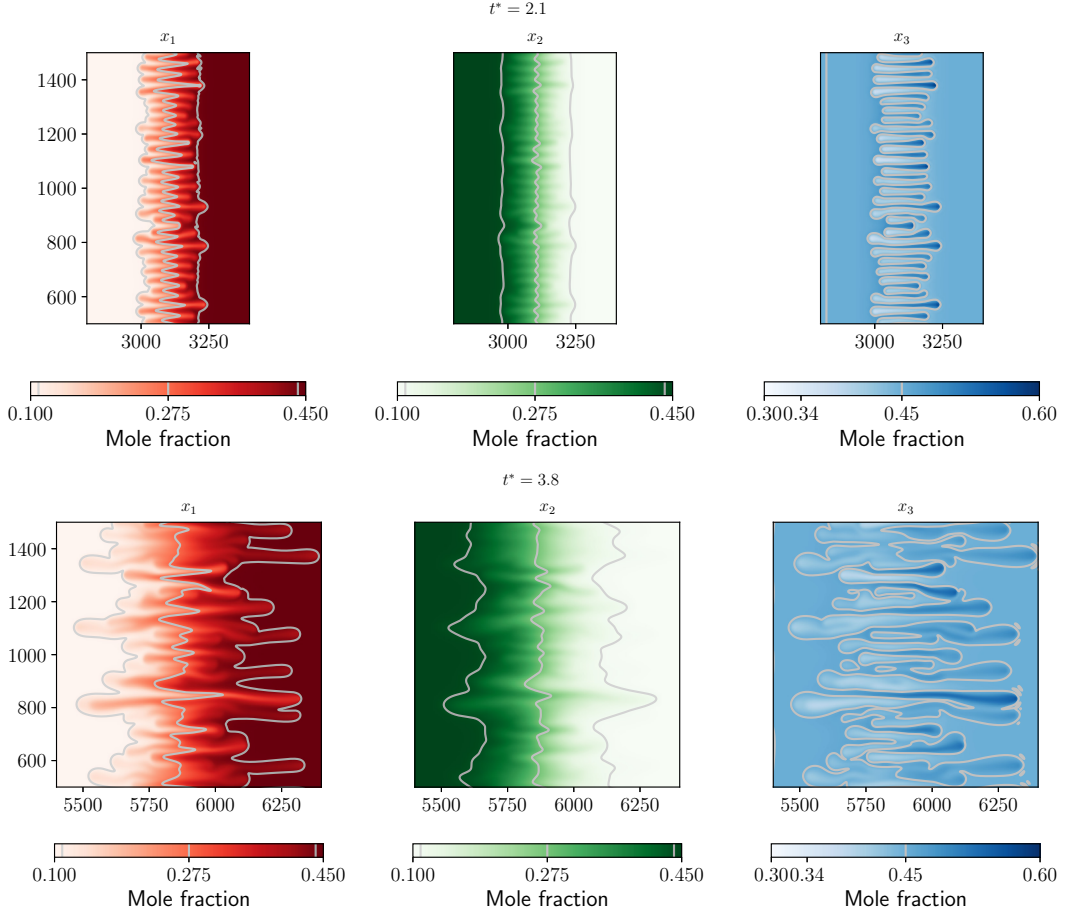 t* = 2.1
x₁ x₂ x₃
1400
1200
1000
800
600
3000 3250 3000 3250 3000 3250
0.100 0.275 0.450 0.100 0.275 0.450 0.300 0.34 0.45 0.60
Mole fraction Mole fraction Mole fraction
t* = 3.8
x₁ x₂ x₃
1400
1200
1000
800
600
5500 5750 6000 6250 5500 5750 6000 6250 5500 5750 6000 6250
0.100 0.275 0.450 0.100 0.275 0.450 0.300 0.34 0.45 0.60
Mole fraction Mole fraction Mole fraction